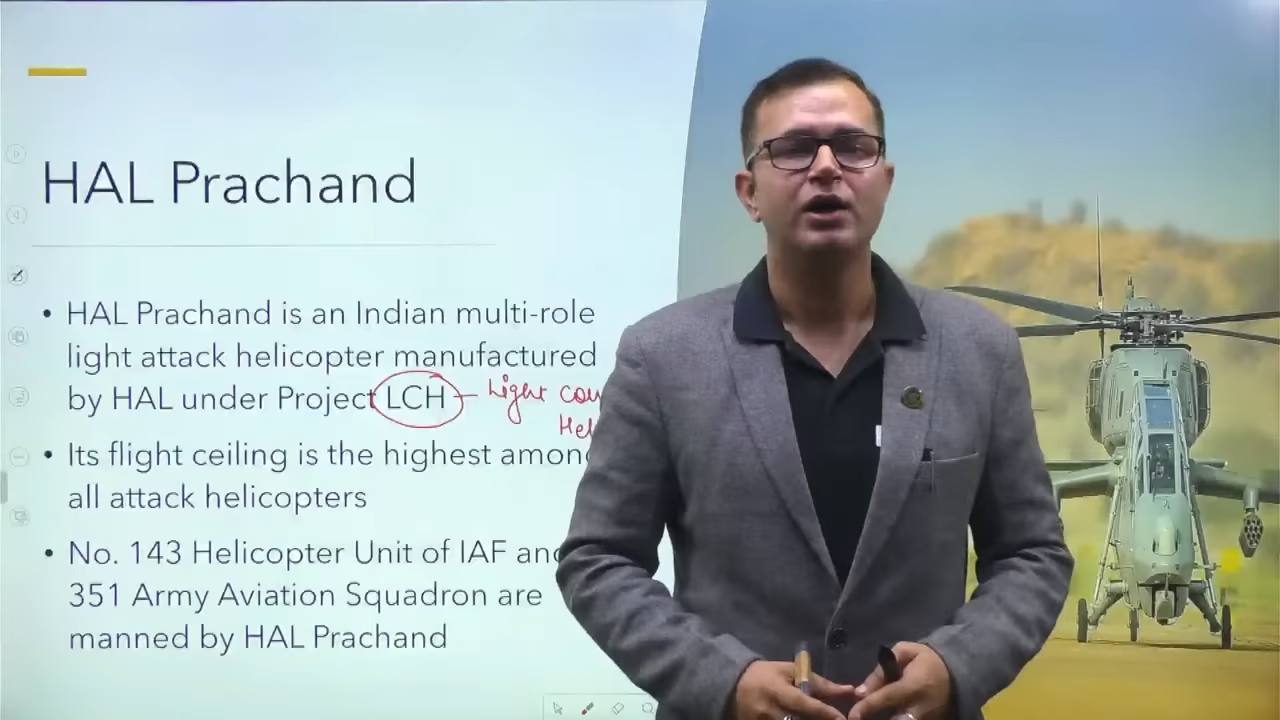 HAL Prachand
• HAL Prachand is an Indian multi-role
light attack helicopter manufactured
by HAL under Project LCH – Light
• Its flight ceiling is the highest
all attack helicopters
• No. 143 Helicopter Unit of IAF
351 Army Aviation Squadron are
manned by HAL Prachand